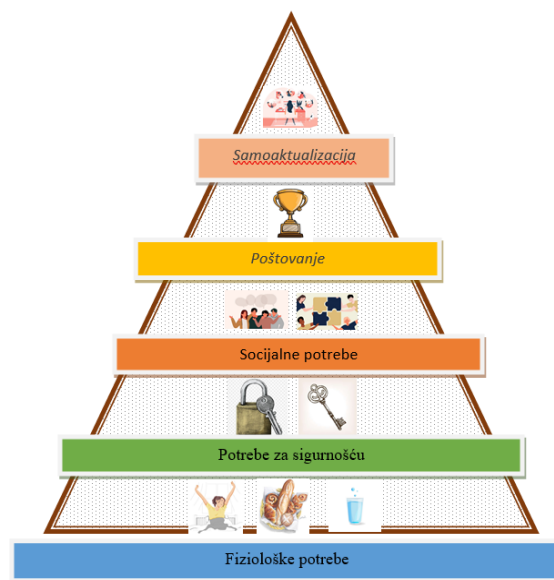 Samoaktualizacija
Poštovanje
Socijalne potrebe
Potrebe za sigurnošću
Fiziološke potrebe